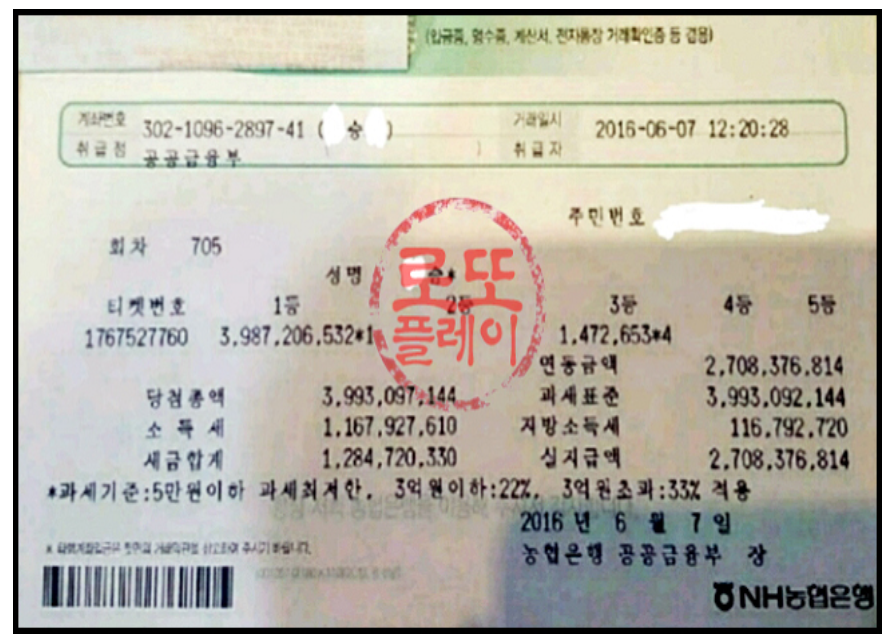 (입금증, 영수증, 계산서, 전자통장 거래확인증 등 겸용)
계좌번호 302-1096-2897-41 ( 승 ) 거래일시 2016-06-07 12:20:28
취급점 공공금융부 ( ) 취급자
주민번호
회차 705
성명 승*
로또
플레이
티켓번호 1등 2등 3등 4등 5등
1767527760 3,987,206,532*1 1,472,653*4
연동금액 2,708,376,814
당첨총액 3,993,097,144 과세표준 3,993,092,144
소득세 1,167,927,610 지방소득세 116,792,720
세금합계 1,284,720,330 실지급액 2,708,376,814
*과세기준:5만원이하 과세최저한, 3억원이하:22%, 3억원초과:33% 적용
2016 년 6 월 7 일
농협은행 공공금융부 장
NH농협은행